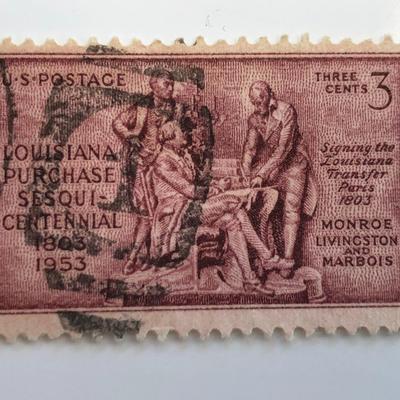 U·S·POSTAGE
THREE
CENTS 3
LOUISIANA
PURCHASE
SESQUI-
CENTENNIAL
1803
1953
Signing the
Louisiana
Transfer
Paris
1803
MONROE
LIVINGSTON
AND
MARBOIS